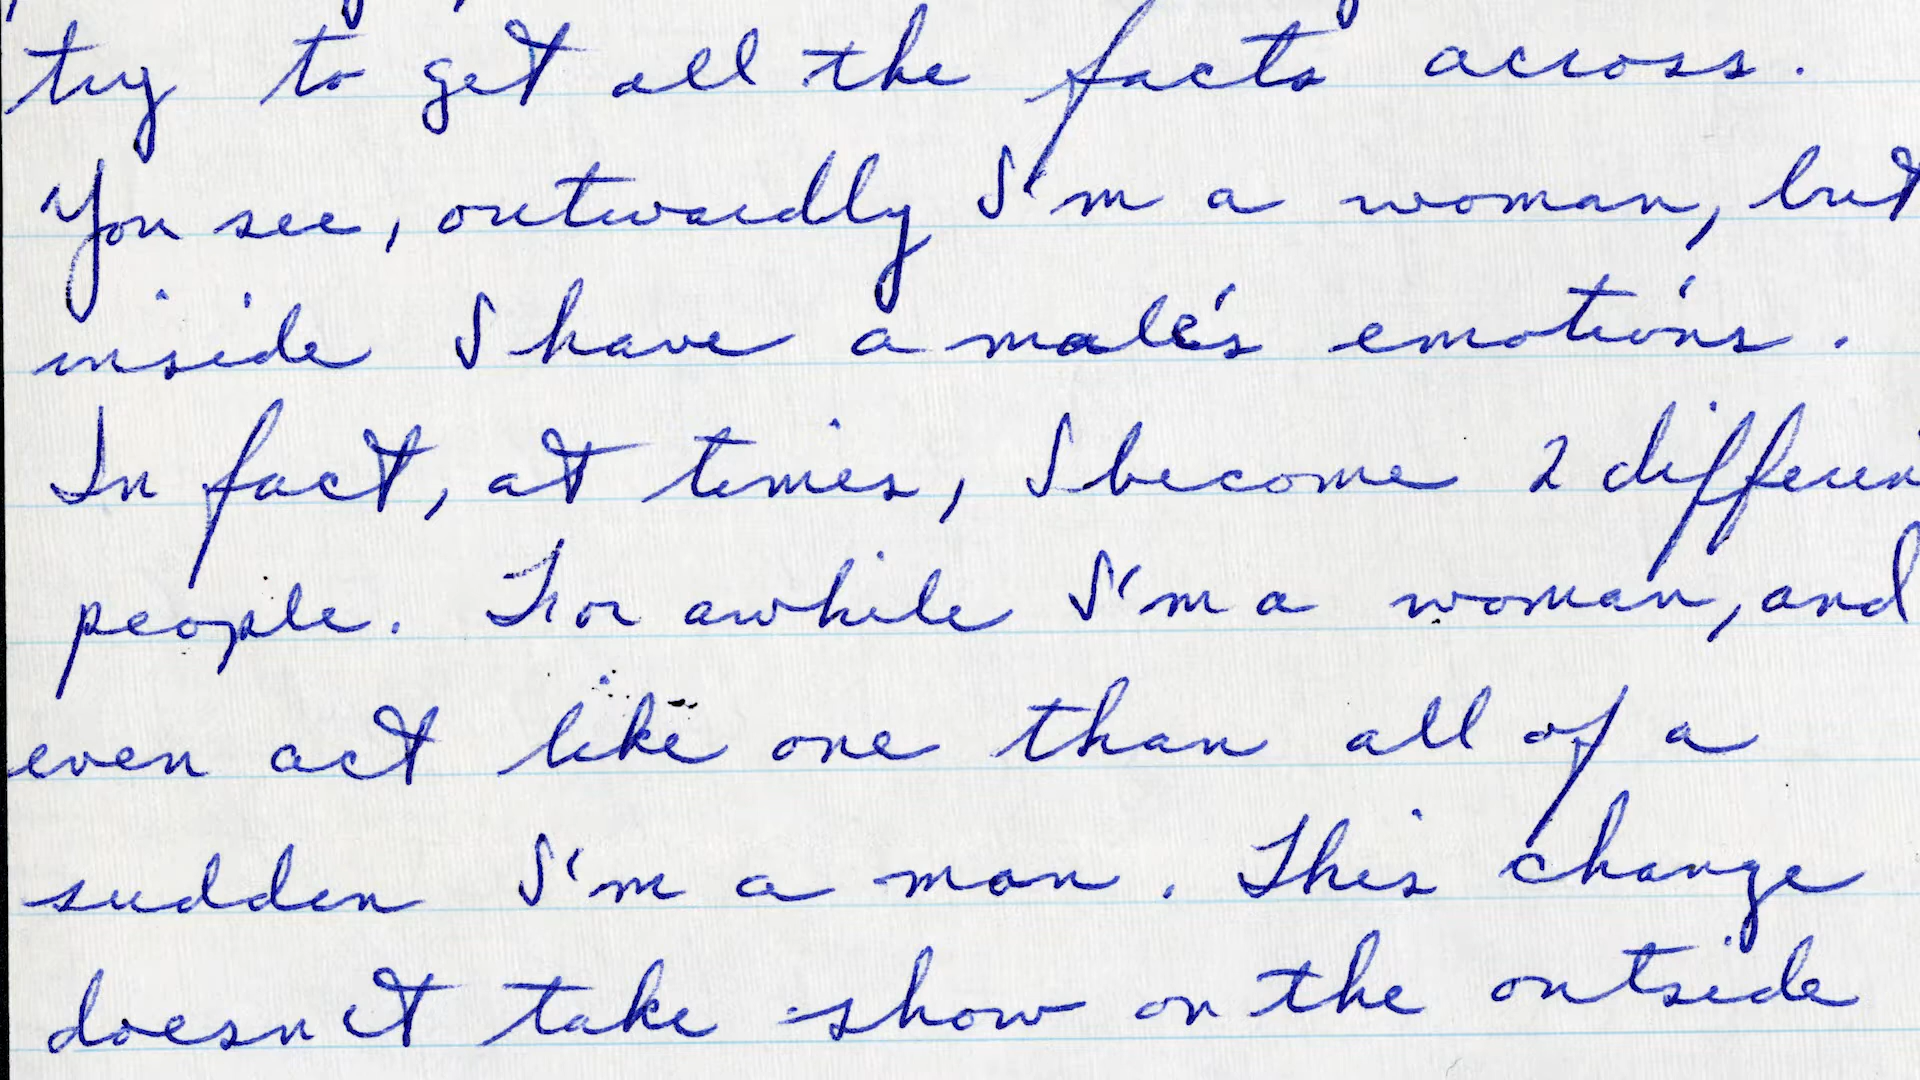 try to get all the facts across.
You see, outwardly I'm a woman, but
inside I have a male's emotions.
In fact, at times, I become 2 differen
people. For awhile I'm a woman, and
even act like one than all of a
sudden I'm a man. This change
doesn't take show on the outside